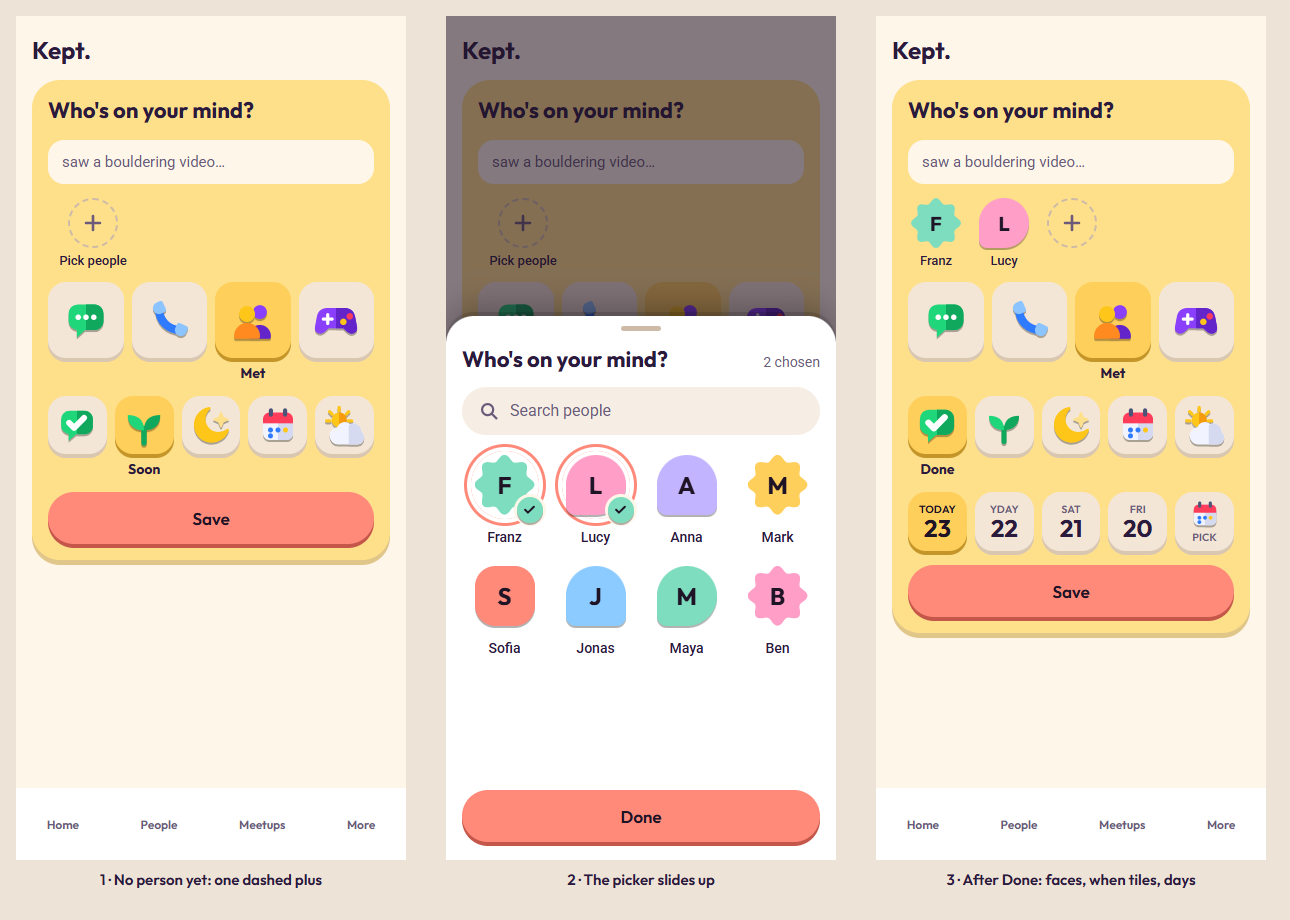 Kept.
Who's on your mind?
saw a bouldering video…
Pick people
Met
Soon
Save
Home People Meetups More
1 · No person yet: one dashed plus
Kept.
Who's on your mind?
saw a bouldering video…
Pick people
Who's on your mind?
2 chosen
Search people
F L A M
Franz Lucy Anna Mark
S J M B
Sofia Jonas Maya Ben
Done
2 · The picker slides up
Kept.
Who's on your mind?
saw a bouldering video…
F L
Franz Lucy
Met
Done
TODAY YDAY SAT FRI
23 22 21 20
PICK
Save
Home People Meetups More
3 · After Done: faces, when tiles, days